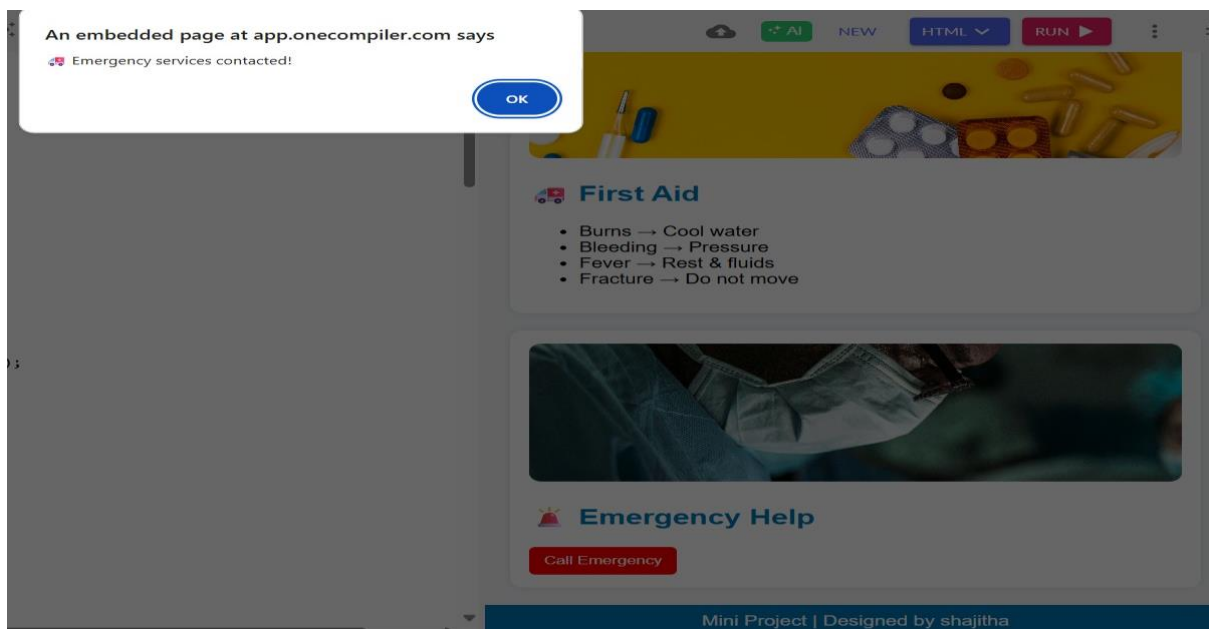 An embedded page at app.onecompiler.com says
🚑 Emergency services contacted!
OK
AI
NEW
HTML
RUN
🚑 First Aid
• Burns → Cool water
• Bleeding → Pressure
• Fever → Rest & fluids
• Fracture → Do not move
);
🚨 Emergency Help
Call Emergency
Mini Project | Designed by shajitha